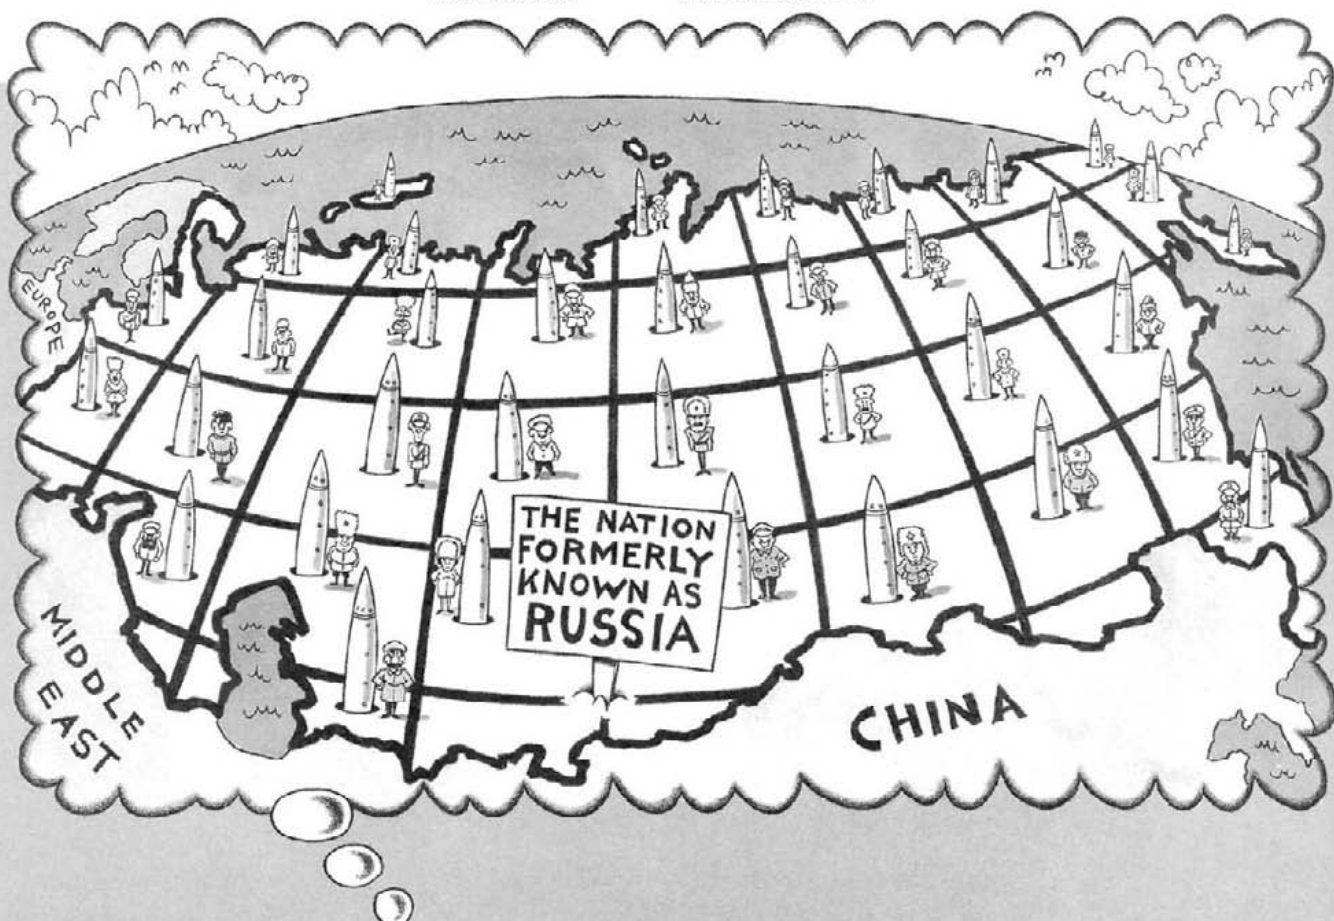 EUROPE
THE NATION
FORMERLY
KNOWN AS
RUSSIA
MIDDLE
EAST
CHINA